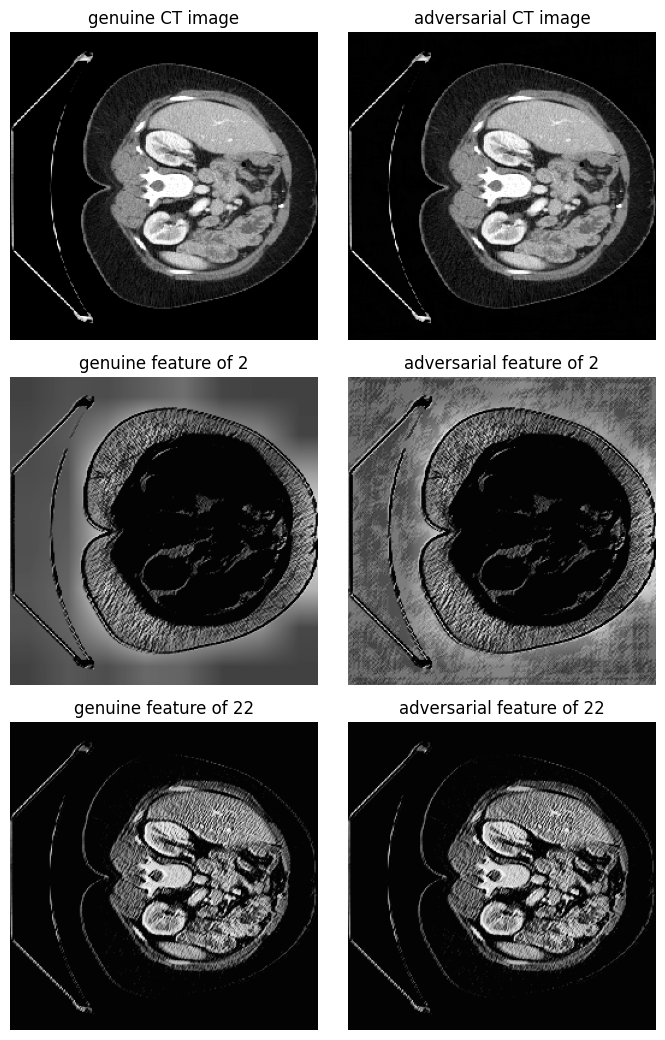 genuine CT image
adversarial CT image
genuine feature of 2
adversarial feature of 2
genuine feature of 22
adversarial feature of 22